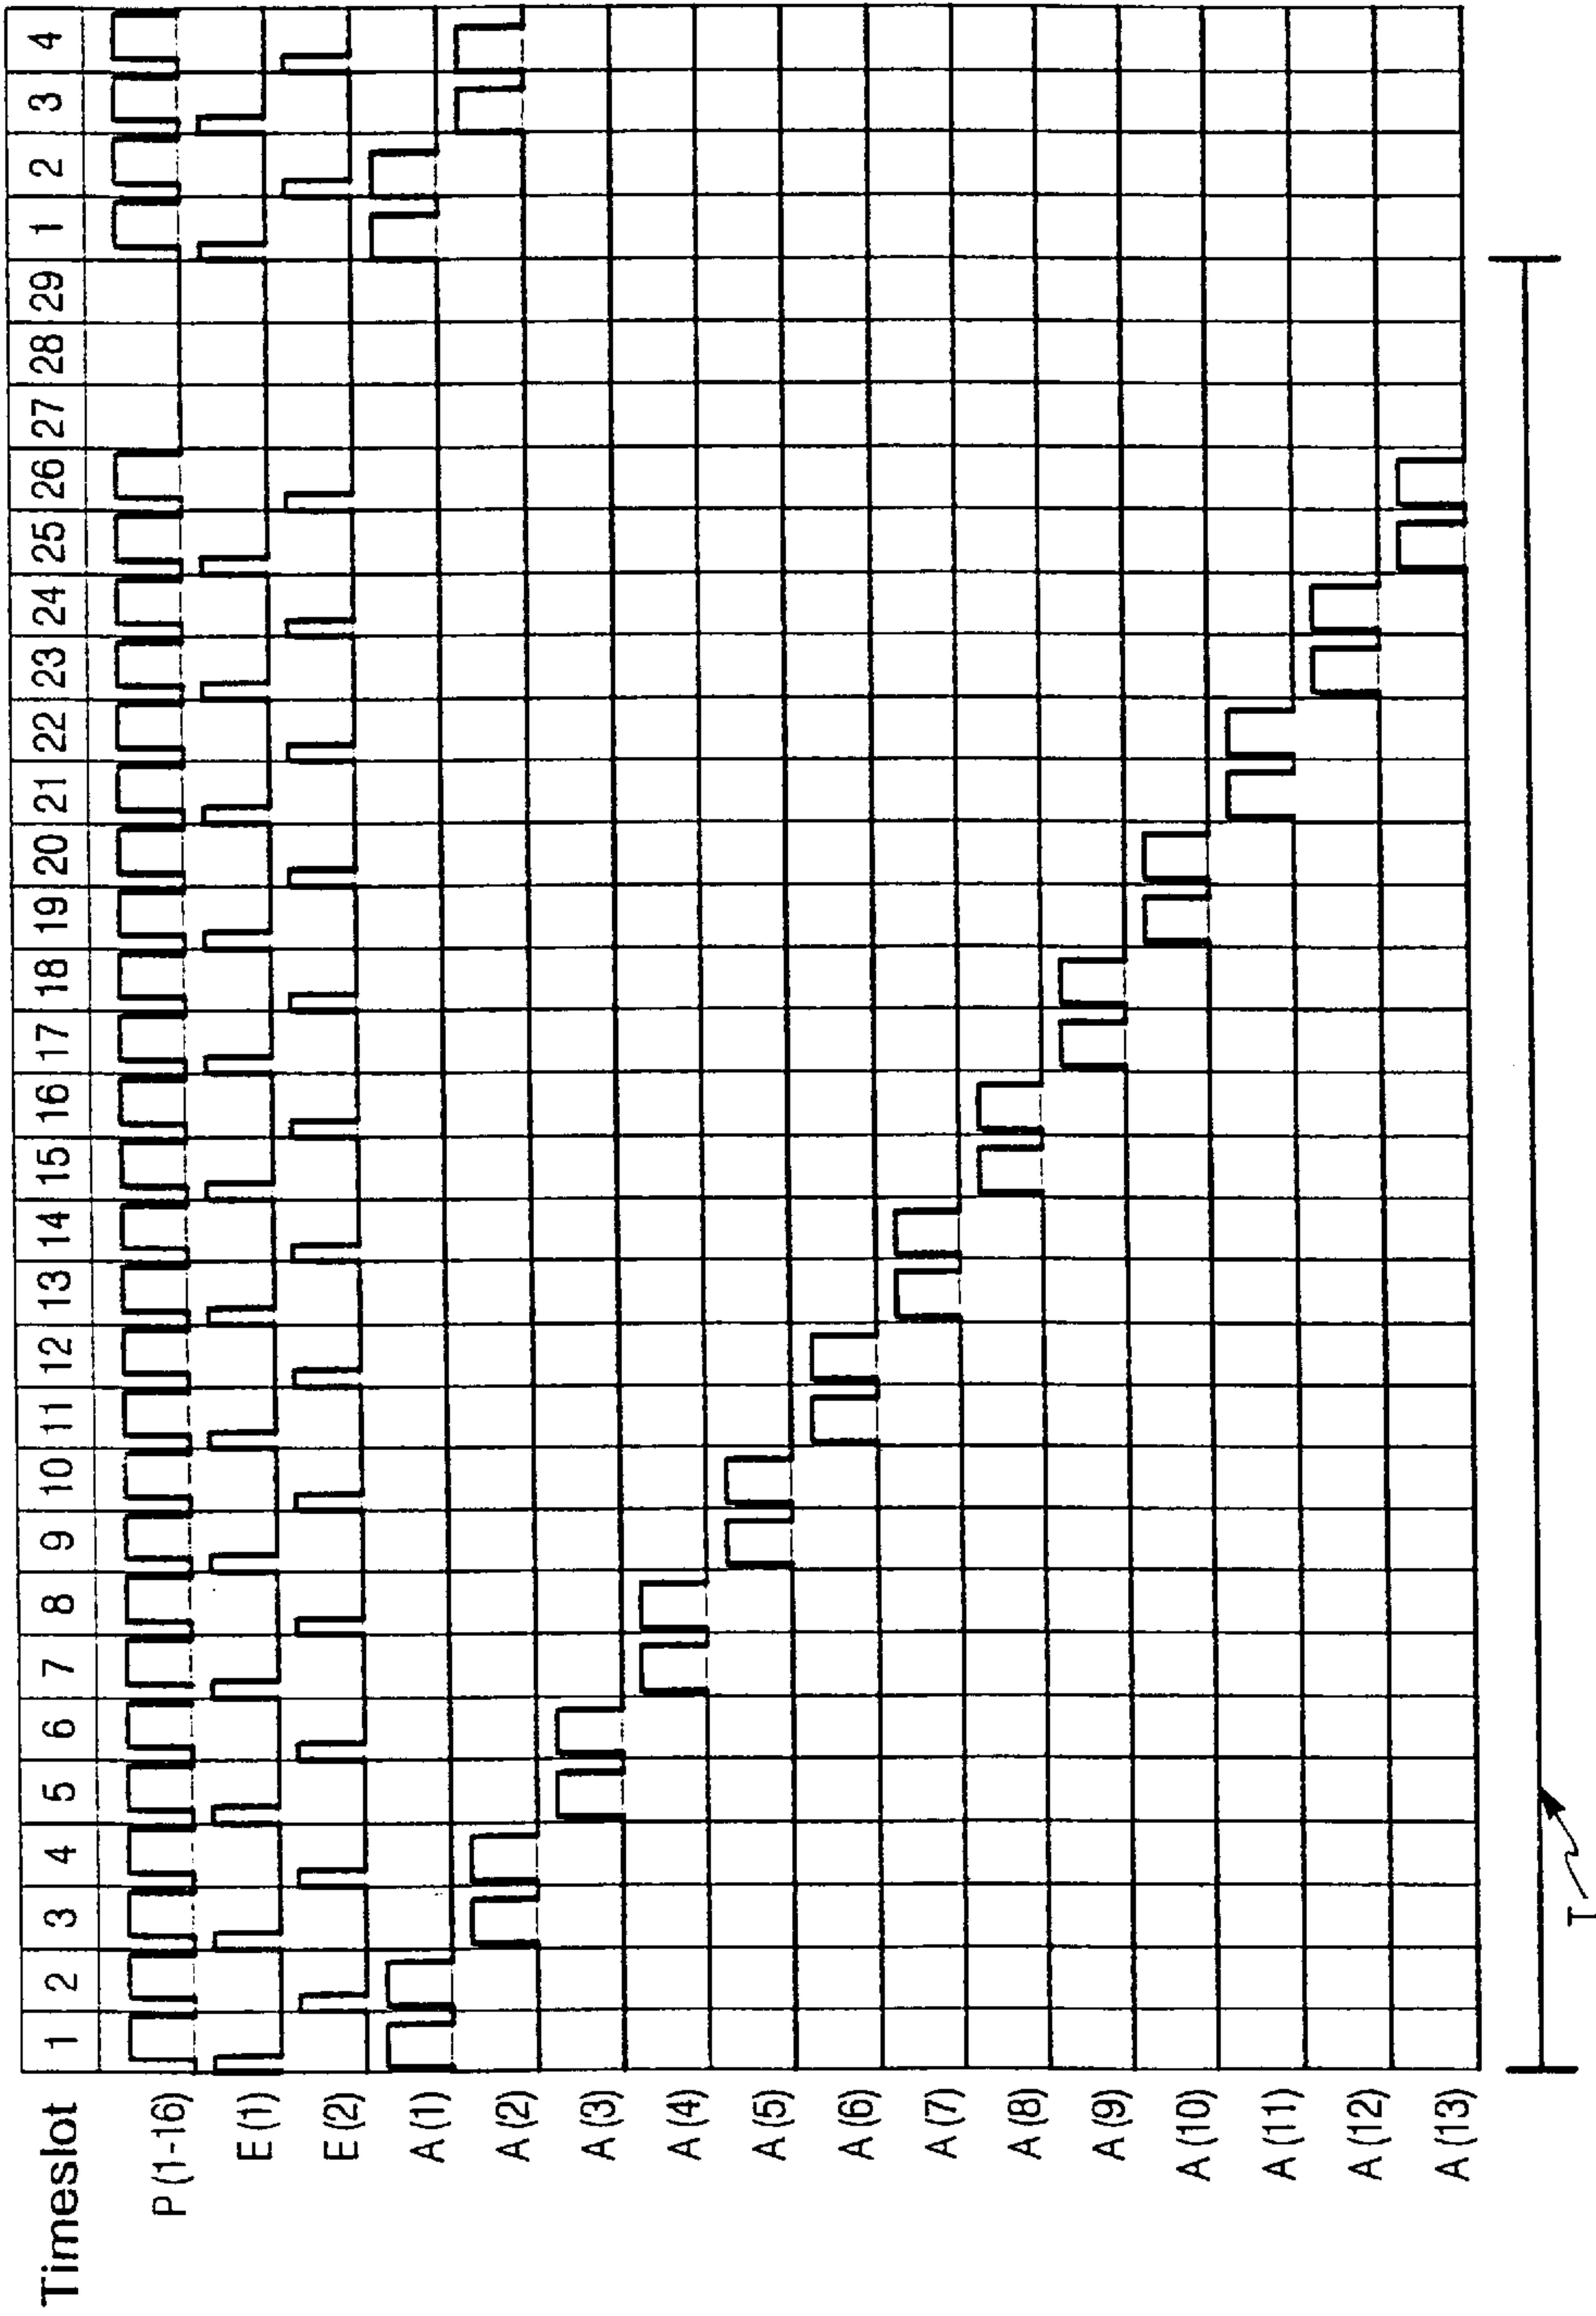 Timeslot 1 2 3 4 5 6 7 8 9 10 11 12 13 14 15 16 17 18 19 20 21 22 23 24 25 26 27 28 29 1 2 3 4
P (1-16)
E (1)
E (2)
A (1)
A (2)
A (3)
A (4)
A (5)
A (6)
A (7)
A (8)
A (9)
A (10)
A (11)
A (12)
A (13)
T